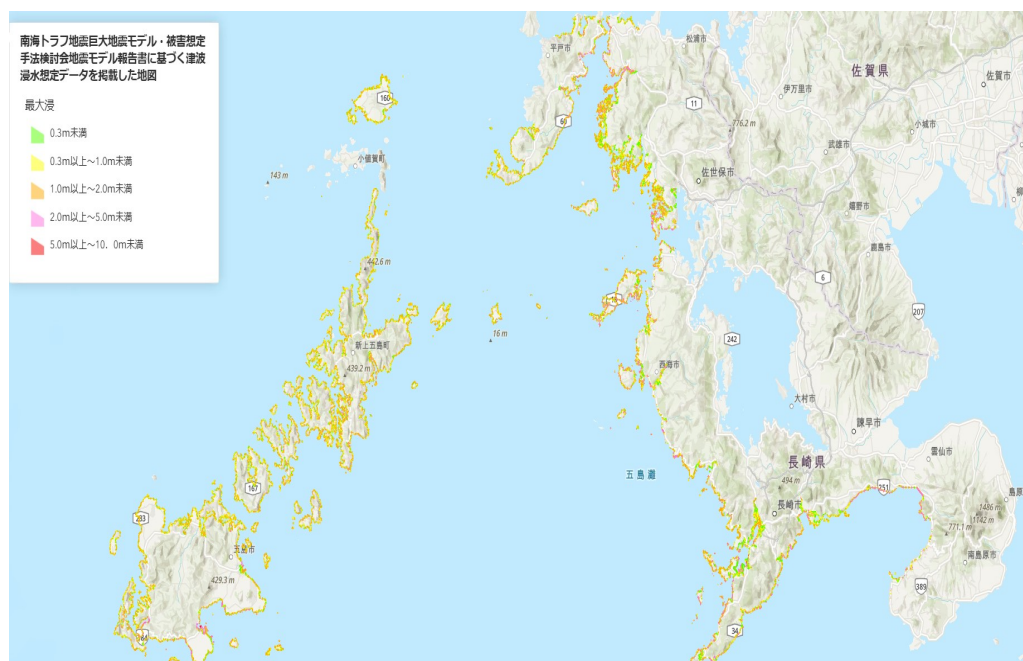 南海トラフ地震巨大地震モデル・被害想定
手法検討会地震モデル報告書に基づく津波
浸水想定データを掲載した地図
最大浸
0.3m未満
0.3m以上～1.0m未満
1.0m以上～2.0m未満
2.0m以上～5.0m未満
5.0m以上～10．0m未満
平戸市
松浦市
佐賀県
佐賀市
伊万里市
160
11
60
776.2 m
小城市
小値賀町
武雄市
143 m
佐世保市
柳
嬉野市
鹿島市
442.6 m
6
18
207
16 m
242
新上五島町
439.2 m
西海市
大村市
諫早市
雲仙市
長崎県
五島灘
494 m
167
251
島原
長崎市
1486 m
1142 m
233
771.1 m
五島市
南島原市
429.3 m
389
34
164